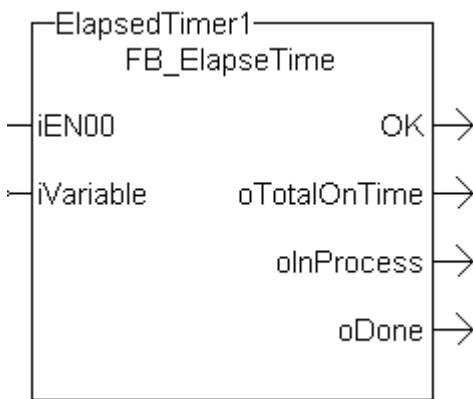 ElapsedTimer1
FB_ElapseTime
iEN00 OK
iVariable oTotalOnTime
oInProcess
oDone